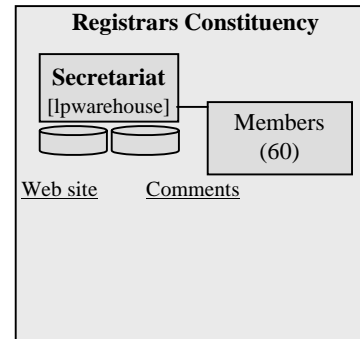 Registrars Constituency
Secretariat
[lpwarehouse]
Members
(60)
Web site
Comments